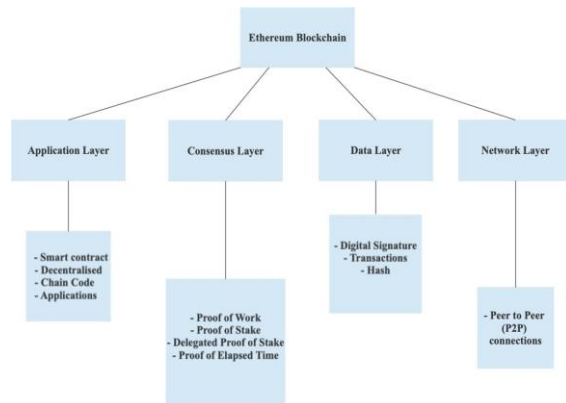 Ethereum Blockchain
Application Layer
Consensus Layer
Data Layer
Network Layer
- Smart contract
- Decentralised
- Chain Code
- Applications
- Proof of Work
- Proof of Stake
- Delegated Proof of Stake
- Proof of Elapsed Time
- Digital Signature
- Transactions
- Hash
- Peer to Peer
(P2P)
connections